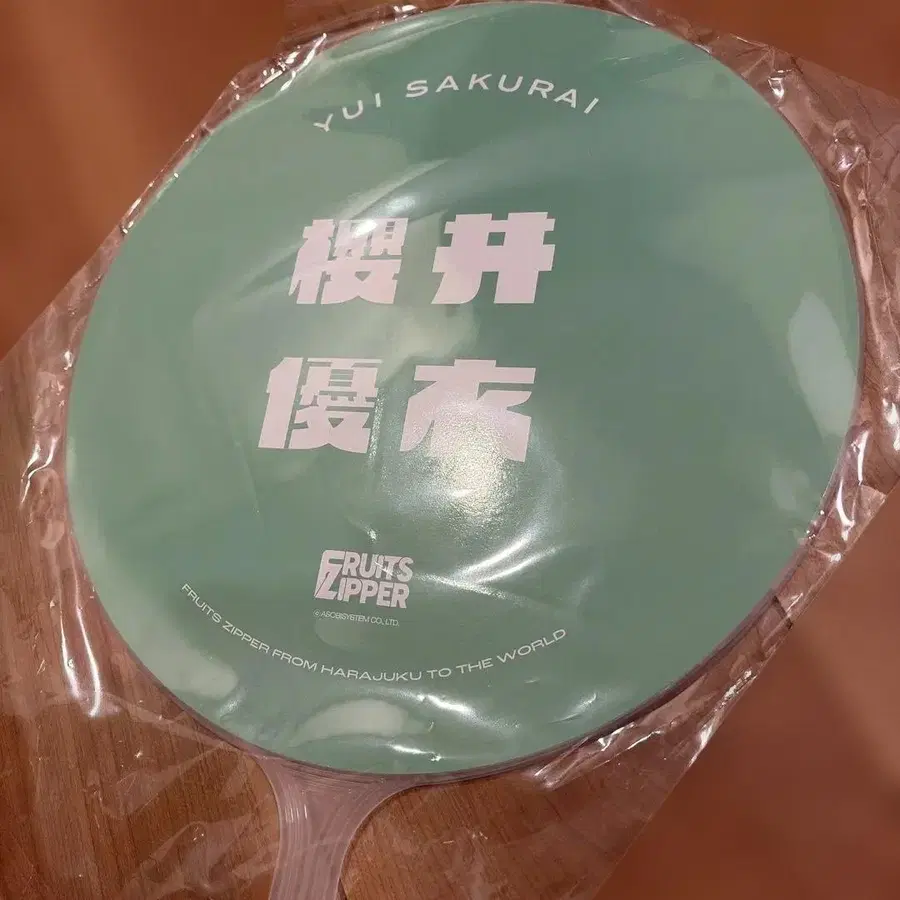 YUI SAKURAI
櫻井
優衣
FRUITS
ZIPPER
© ASOBISYSTEM CO., LTD.
FRUITS ZIPPER FROM HARAJUKU TO THE WORLD